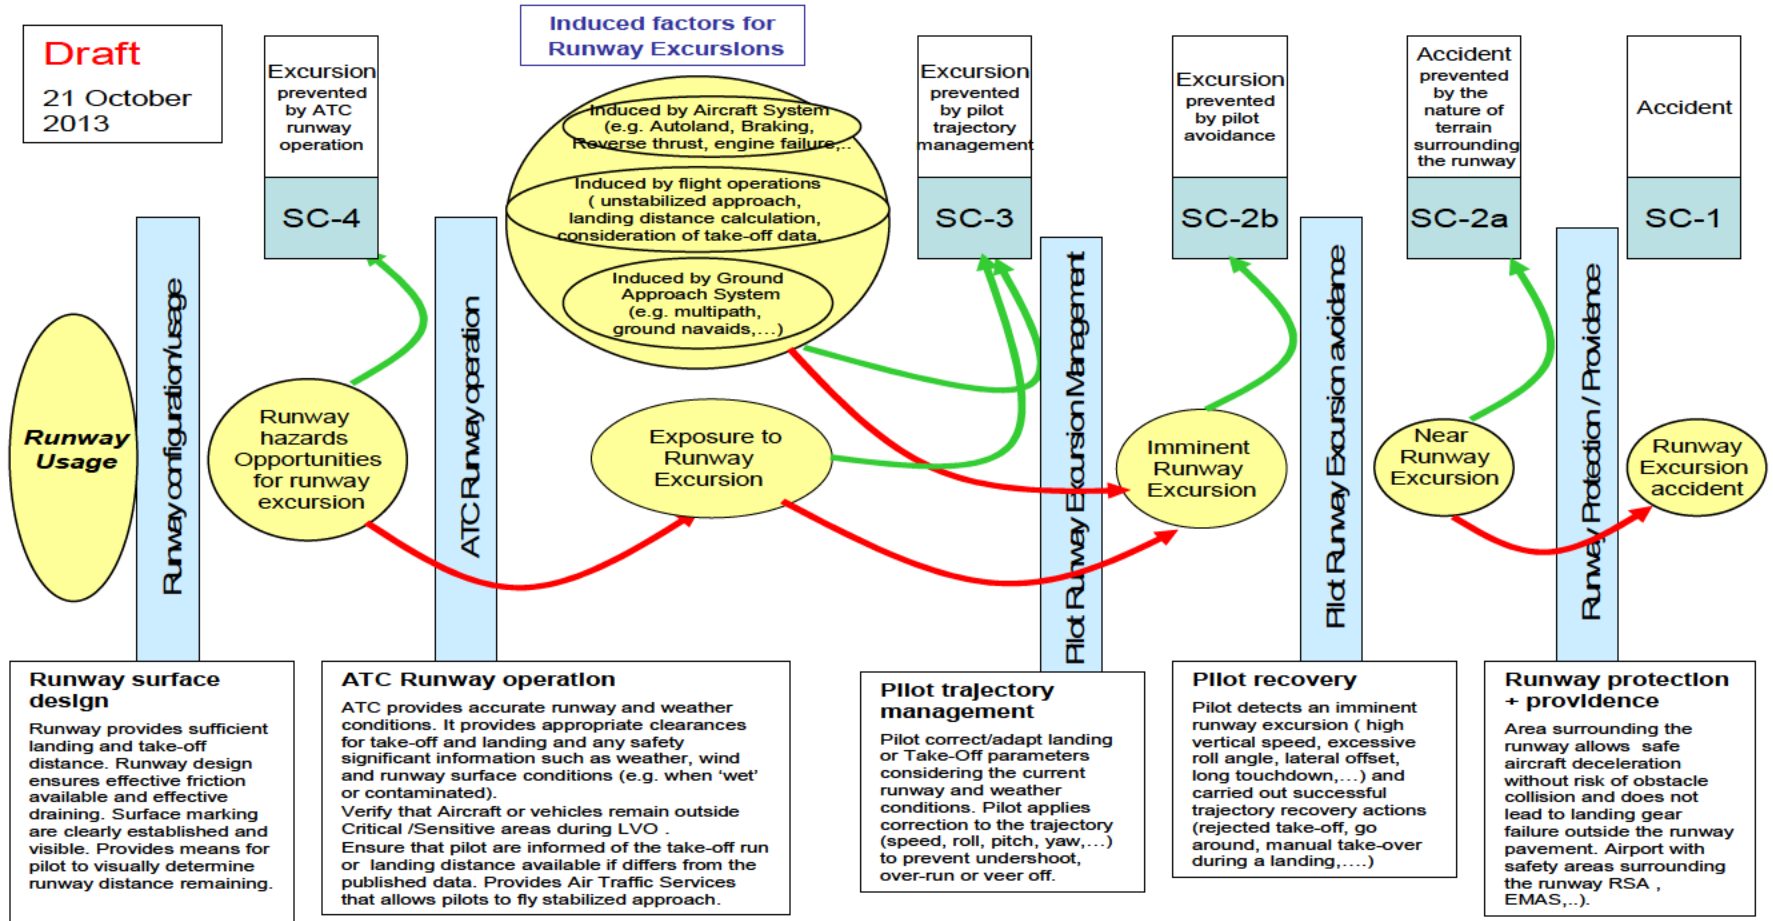 Draft
21 October
2013
Excursion
prevented
by ATC
runway
operation
SC-4
Induced factors for
Runway Excursions
Induced by Aircraft System
(e.g. Autoland, Braking,
Reverse thrust, engine failure,..
Induced by flight operations
( unstabilized approach,
landing distance calculation,
consideration of take-off data,
Induced by Ground
Approach System
(e.g. multipath,
ground navaids,...)
Excursion
prevented
by pilot
trajectory
management
SC-3
Excursion
prevented
by pilot
avoidance
SC-2b
Accident
prevented
by the
nature of
terrain
surrounding
the runway
SC-2a
Accident
SC-1
Runway
Usage
Runway configuration/usage
Runway
hazards
Opportunities
for runway
excursion
ATC Runway operation
Exposure to
Runway
Excursion
Pilot Runway Excursion Management
Imminent
Runway
Excursion
Pilot Runway Excursion avoidance
Near
Runway
Excursion
Runway Protection / Providence
Runway
Excursion
accident
Runway surface
design
Runway provides sufficient
landing and take-off
distance. Runway design
ensures effective friction
available and effective
draining. Surface marking
are clearly established and
visible. Provides means for
pilot to visually determine
runway distance remaining.
ATC Runway operation
ATC provides accurate runway and weather
conditions. It provides appropriate clearances
for take-off and landing and any safety
significant information such as weather, wind
and runway surface conditions (e.g. when ‘wet’
or contaminated).
Verify that Aircraft or vehicles remain outside
Critical /Sensitive areas during LVO .
Ensure that pilot are informed of the take-off run
or landing distance available if differs from the
published data. Provides Air Traffic Services
that allows pilots to fly stabilized approach.
Pilot trajectory
management
Pilot correct/adapt landing
or Take-Off parameters
considering the current
runway and weather
conditions. Pilot applies
correction to the trajectory
(speed, roll, pitch, yaw,...)
to prevent undershoot,
over-run or veer off.
Pilot recovery
Pilot detects an imminent
runway excursion ( high
vertical speed, excessive
roll angle, lateral offset,
long touchdown,...) and
carried out successful
trajectory recovery actions
(rejected take-off, go
around, manual take-over
during a landing,....)
Runway protection
+ providence
Area surrounding the
runway allows safe
aircraft deceleration
without risk of obstacle
collision and does not
lead to landing gear
failure outside the runway
pavement. Airport with
safety areas surrounding
the runway RSA ,
EMAS,..).